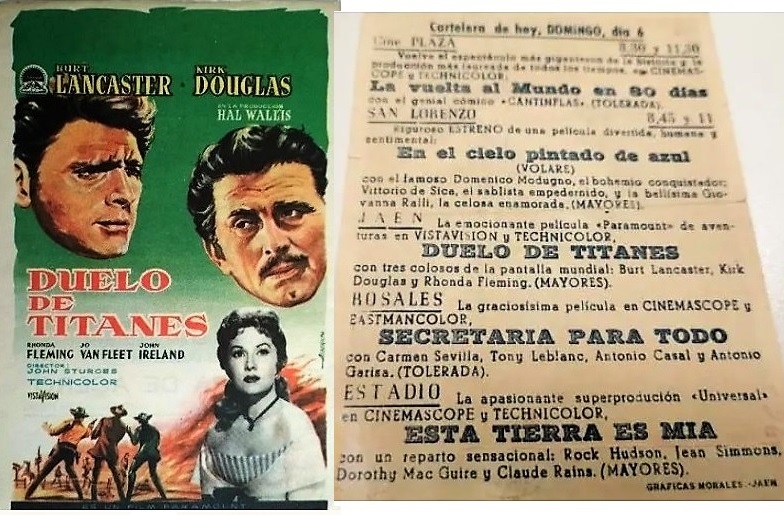 BURT
LANCASTER · KIRK
DOUGLAS
EN LA PRODUCCION
HAL WALLIS
DUELO
DE
TITANES
RHONDA FLEMING JO VAN FLEET JOHN IRELAND
DIRECTOR:
JOHN STURGES
TECHNICOLOR
VISTAVISION
ES UN FILM PARAMOUNT
Cartelera de hoy, DOMINGO, día 6
Cine PLAZA 8,30 y 11,30
Vuelve el espectáculo más gigantesco de la historia y la
producción más laureada de todos los tiempos, en CINEMAS-
COPE y TECHNICOLOR,
La vuelta al Mundo en 80 días
con el genial cómico «CANTINFLAS» (TOLERADA).
SAN LORENZO 8,45 y 11
Riguroso ESTRENO de una película divertida, humana y
sentimental:
En el cielo pintado de azul
(VOLARE)
con el famoso Domenico Modugno, el bohemio conquistador;
Vittorio de Sica, el sablista empedernido, y la bellísima Gio-
vanna Ralli, la celosa enamorada. (MAYORES).
JAEN La emocionante película «Paramount» de aven-
turas en VISTAVISION y TECHNICOLOR,
DUELO DE TITANES
con tres colosos de la pantalla mundial: Burt Lancaster, Kirk
Douglas y Rhonda Fleming. (MAYORES).
ROSALES La graciosísima película en CINEMASCOPE y
EASTMANCOLOR,
SECRETARIA PARA TODO
con Carmen Sevilla, Tony Leblanc, Antonio Casal y Antonio
Garisa. (TOLERADA).
ESTADIO La apasionante superproducción «Universal»
en CINEMASCOPE y TECHNICOLOR,
ESTA TIERRA ES MIA
con un reparto sensacional: Rock Hudson, Jean Simmons,
Dorothy Mac Guire y Claude Rains. (MAYORES).
GRAFICAS MORALES.-JAEN